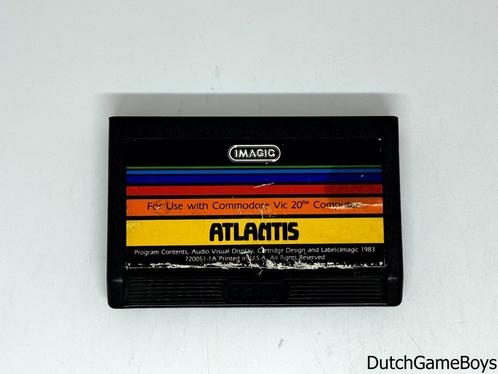 IMAGIC
For Use with Commodore Vic 20™ Computer
ATLANTIS
Program Contents, Audio Visual Display, Cartridge Design and Label©Imagic 1983
720051-1A Printed in U.S.A. All Rights Reserved
DutchGameBoys